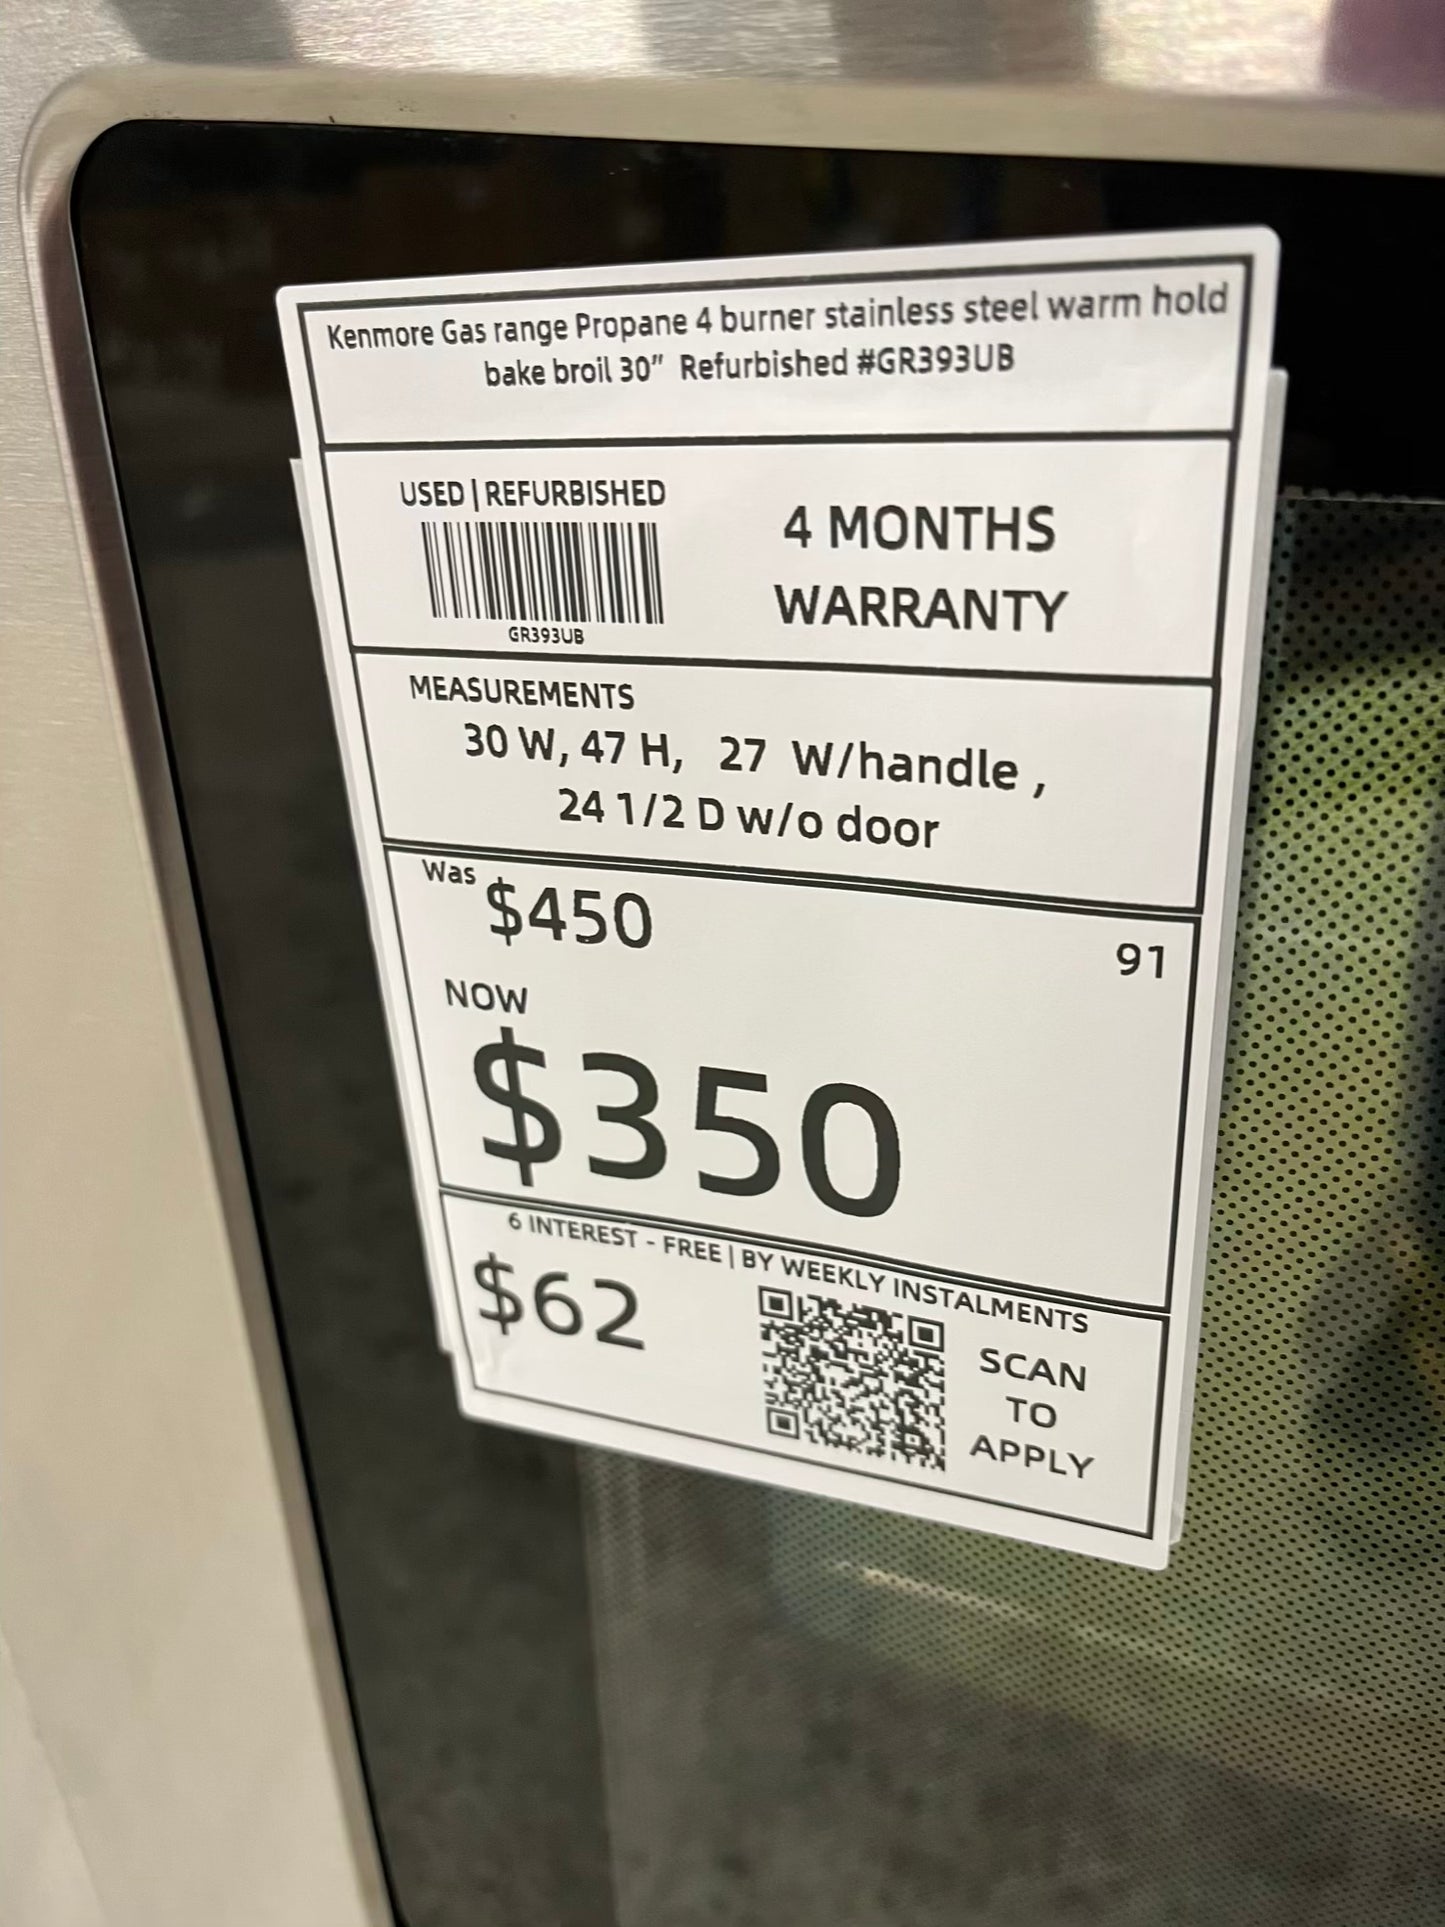 Kenmore Gas range Propane 4 burner stainless steel warm hold
bake broil 30” Refurbished #GR393UB
USED | REFURBISHED
GR393UB
4 MONTHS
WARRANTY
MEASUREMENTS
30 W, 47 H, 27 W/handle ,
24 1/2 D w/o door
Was $450
91
NOW
$350
6 INTEREST - FREE | BY WEEKLY INSTALMENTS
$62
SCAN
TO
APPLY